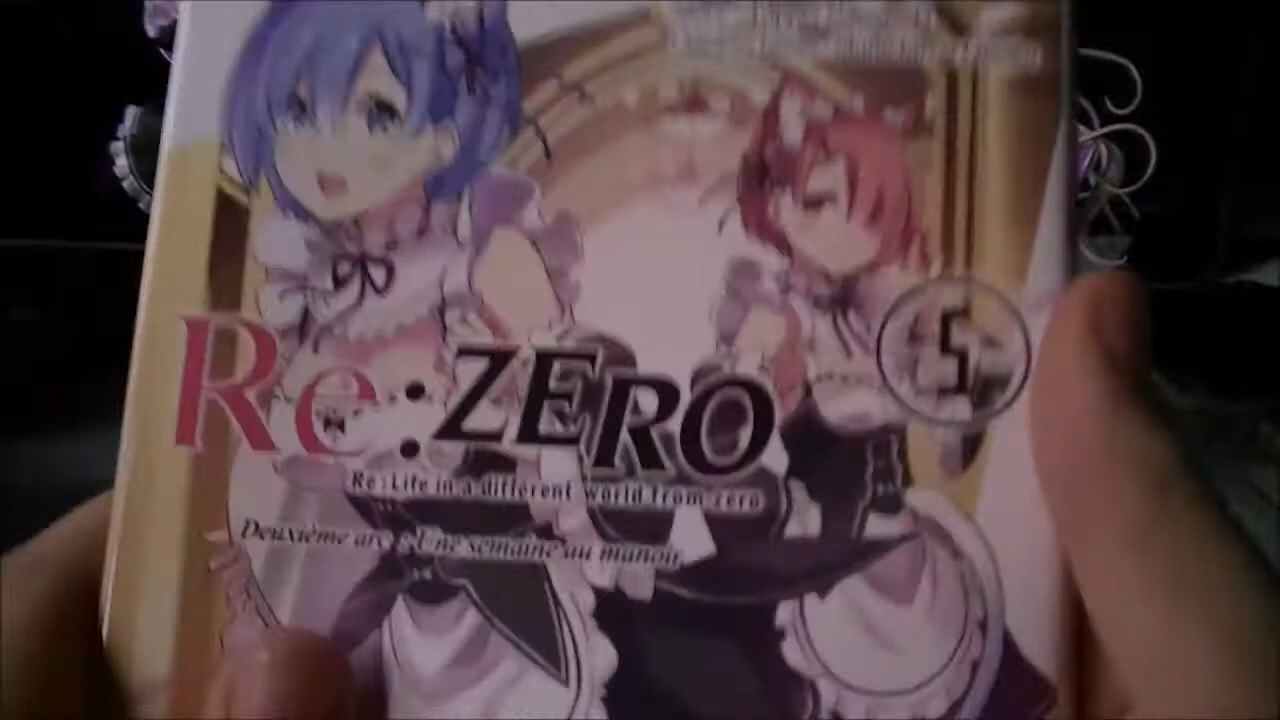 5
Re:ZERO
Re:Life in a different world from zero
Deuxième arc : Une semaine au manoir